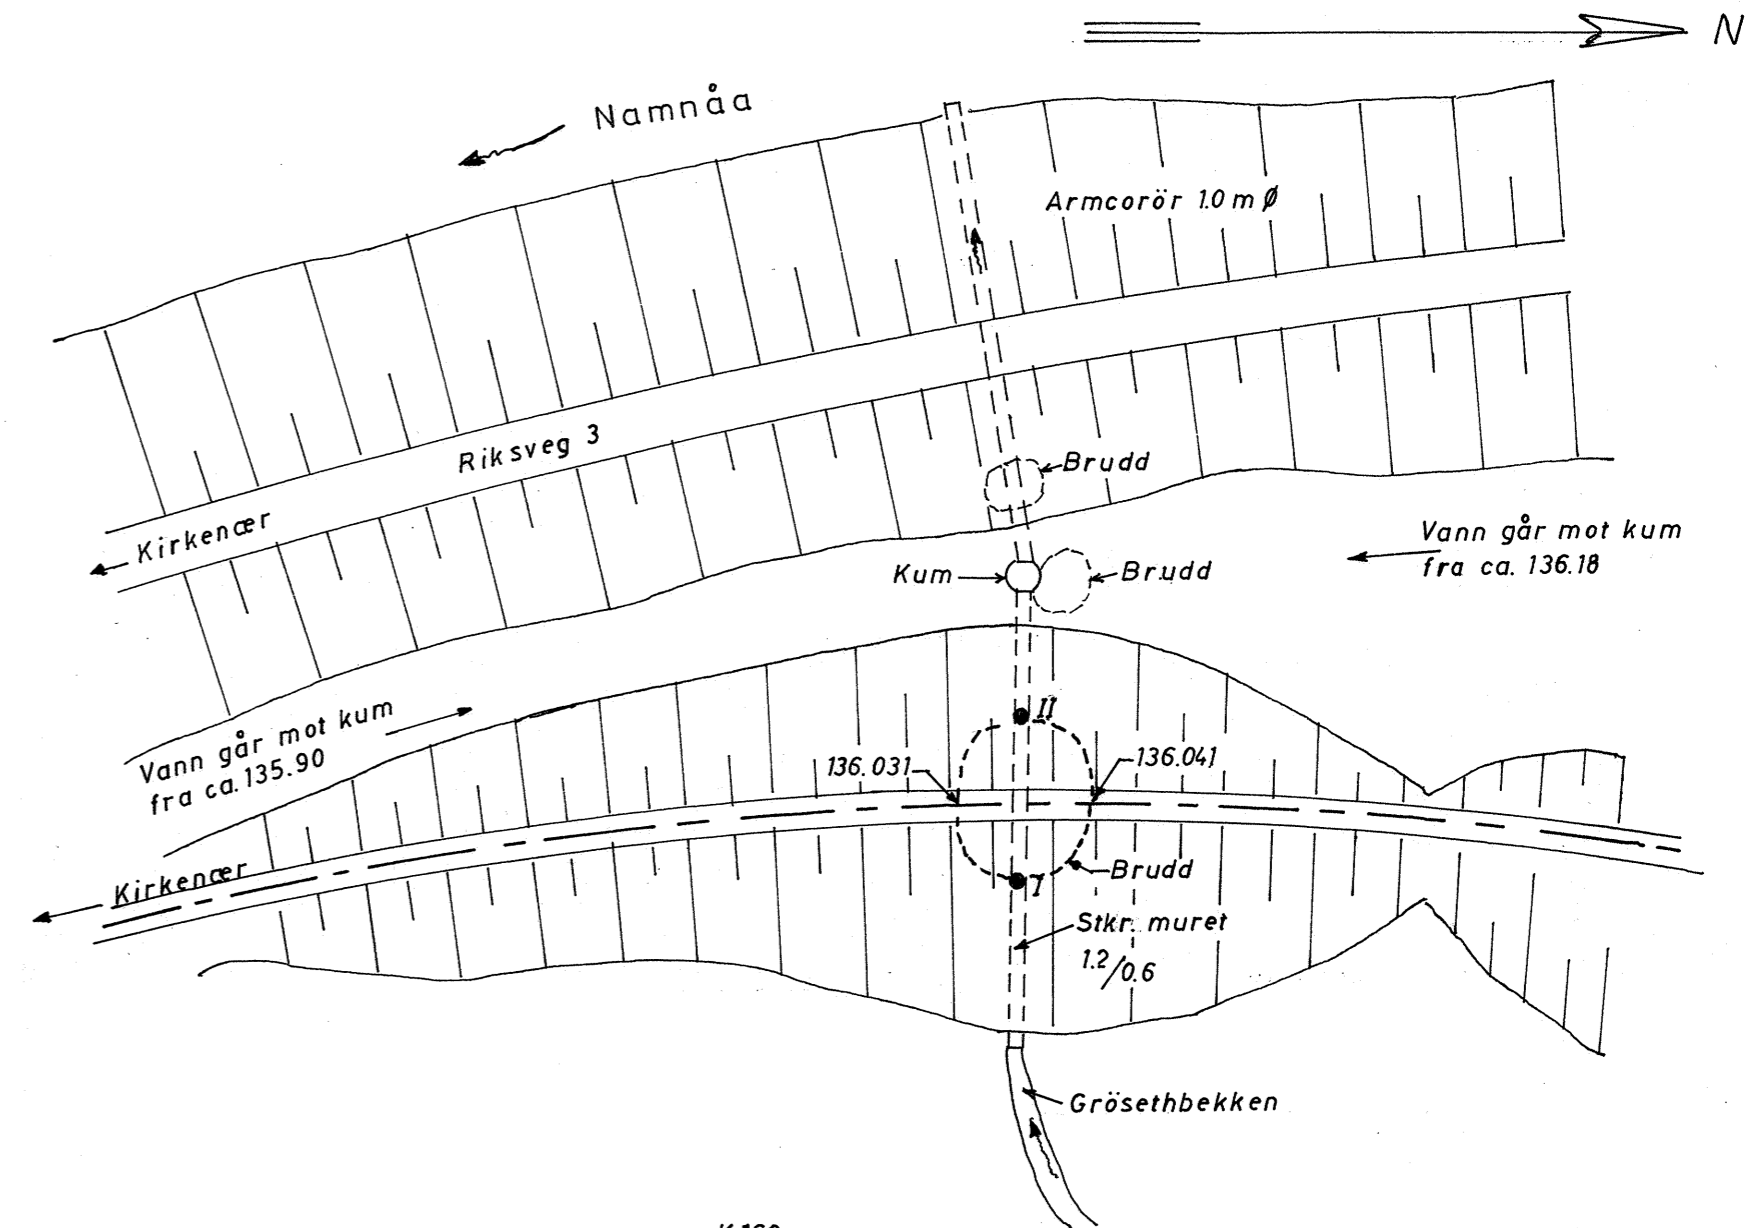 N
Namnåa
Armcorör 1.0 m Ø
Riksveg 3
Brudd
Kirkenær
Vann går mot kum
fra ca. 136.18
Kum
Brudd
II
Vann går mot kum
fra ca. 135.90
136.031
136.041
Kirkenær
Brudd
I
Stkr. muret
1.2/0.6
Grösethbekken